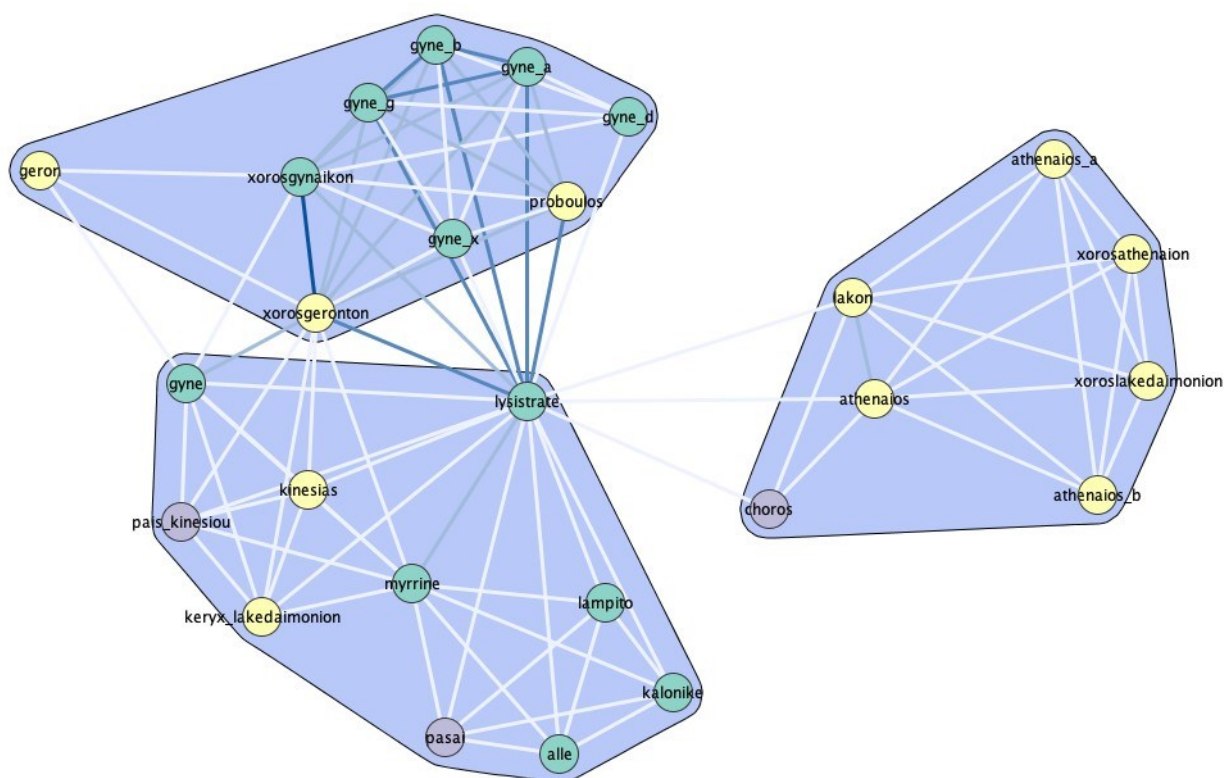 gyne_b
gyne_a
gyne_g
gyne_d
athenaios_a
geron
xorosgynaikon
proboulos
gyne_x
xorosathenaion
lakon
xorosgeronton
gyne
lysistrate
athenaios
xoroslakedaimonion
kinesias
athenaios_b
choros
pais_kinesiou
myrrine
lampito
keryx_lakedaimonion
kalonike
pasai
alle